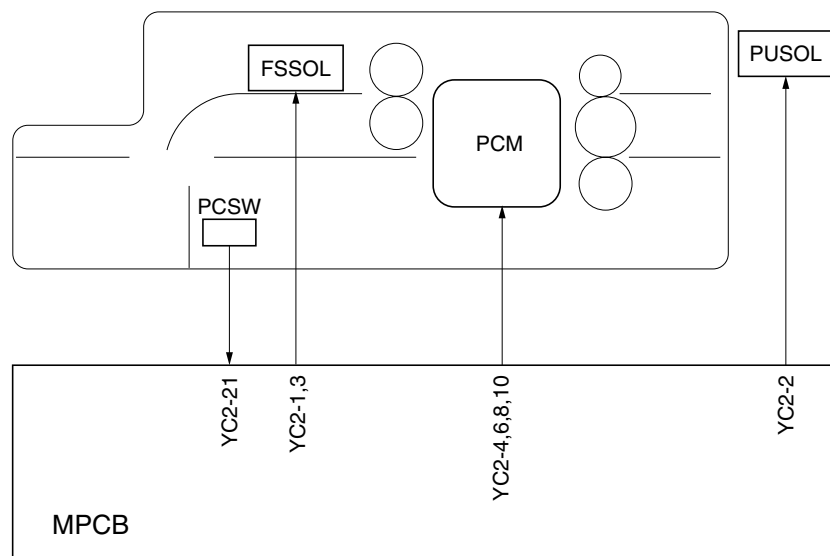 FSSOL
PUSOL
PCM
PCSW
YC2-21
YC2-1,3
YC2-4,6,8,10
YC2-2
MPCB